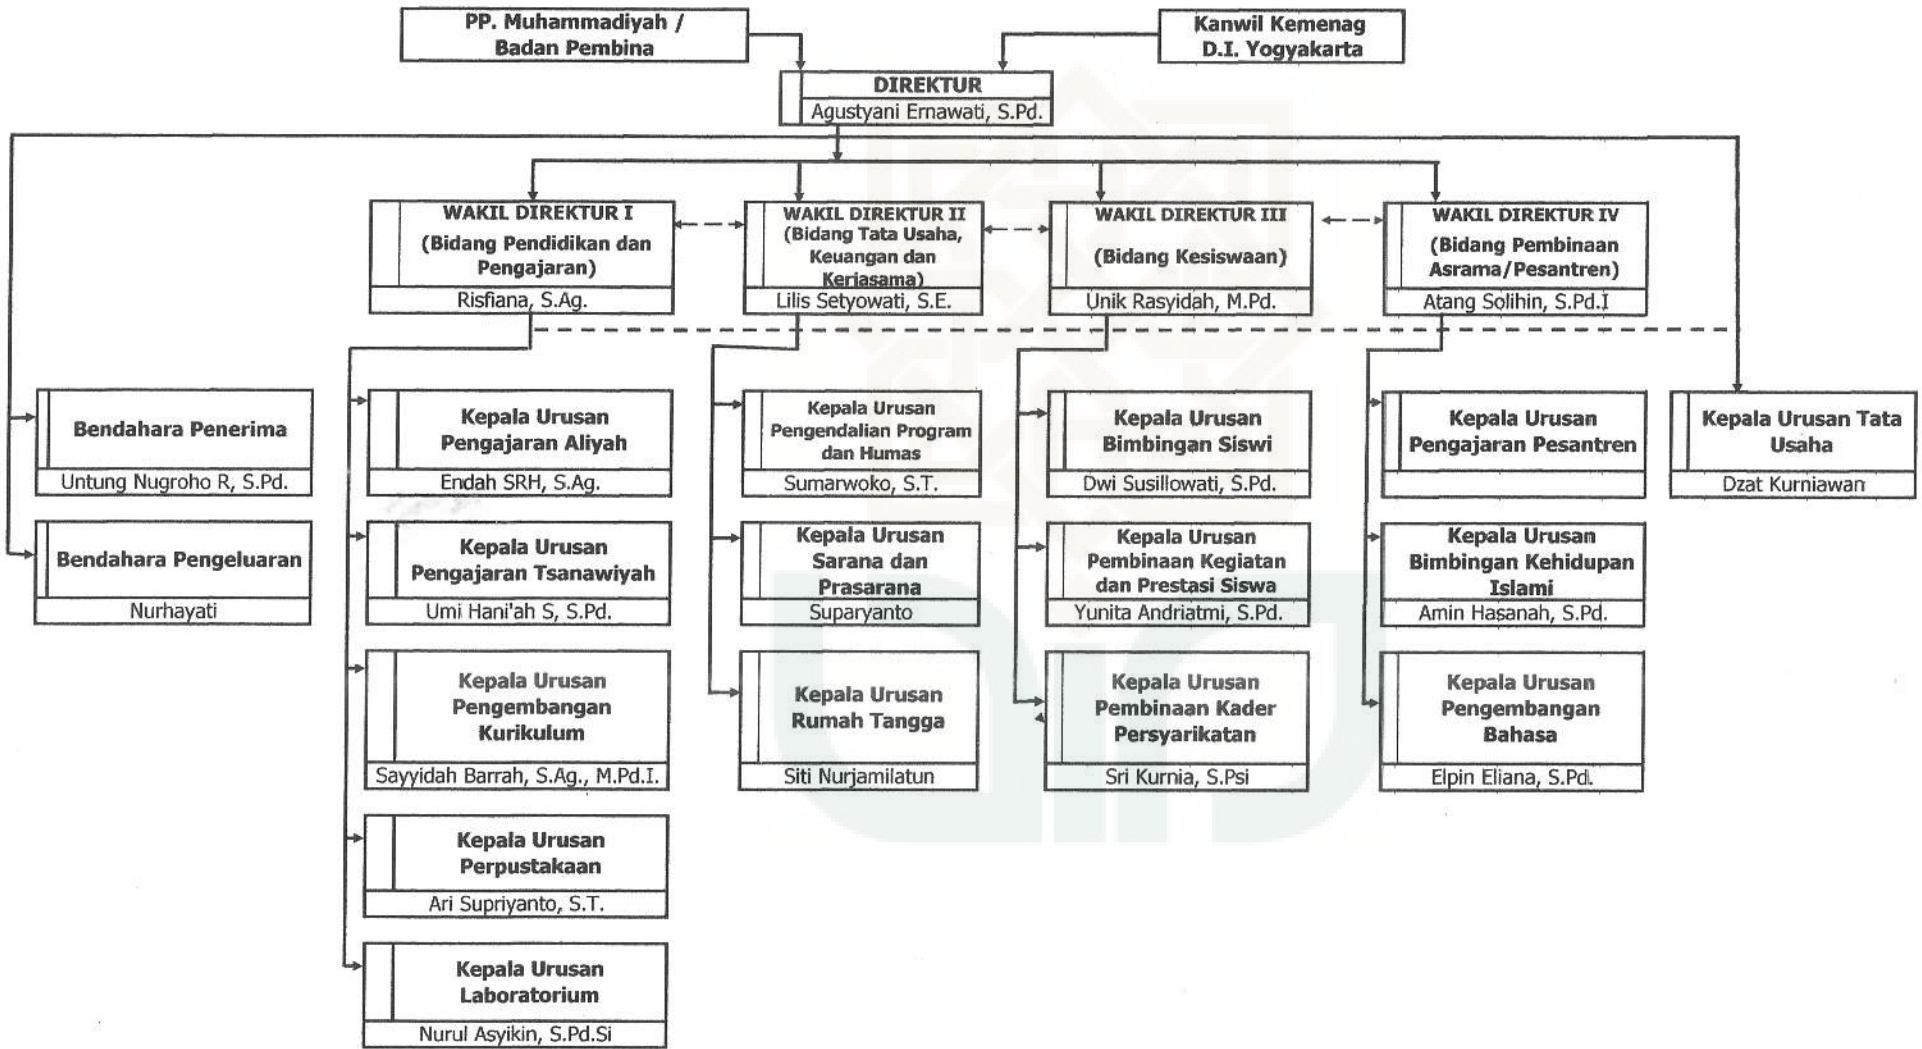 PP. Muhammadiyah /
Badan Pembina
Kanwil Kemenag
D.I. Yogyakarta
DIREKTUR
Agustyani Ernawati, S.Pd.
WAKIL DIREKTUR I
(Bidang Pendidikan dan
Pengajaran)
Risfiana, S.Ag.
WAKIL DIREKTUR II
(Bidang Tata Usaha,
Keuangan dan
Kerjasama)
Lilis Setyowati, S.E.
WAKIL DIREKTUR III
(Bidang Kesiswaan)
Unik Rasyidah, M.Pd.
WAKIL DIREKTUR IV
(Bidang Pembinaan
Asrama/Pesantren)
Atang Solihin, S.Pd.I
Bendahara Penerima
Untung Nugroho R, S.Pd.
Bendahara Pengeluaran
Nurhayati
Kepala Urusan
Pengajaran Aliyah
Endah SRH, S.Ag.
Kepala Urusan
Pengajaran Tsanawiyah
Umi Hani'ah S, S.Pd.
Kepala Urusan
Pengembangan
Kurikulum
Sayyidah Barrah, S.Ag., M.Pd.I.
Kepala Urusan
Perpustakaan
Ari Supriyanto, S.T.
Kepala Urusan
Laboratorium
Nurul Asyikin, S.Pd.Si
Kepala Urusan
Pengendalian Program
dan Humas
Sumarwoko, S.T.
Kepala Urusan
Sarana dan
Prasarana
Suparyanto
Kepala Urusan
Rumah Tangga
Siti Nurjamilatun
Kepala Urusan
Bimbingan Siswi
Dwi Susillowati, S.Pd.
Kepala Urusan
Pembinaan Kegiatan
dan Prestasi Siswa
Yunita Andriatmi, S.Pd.
Kepala Urusan
Pembinaan Kader
Persyarikatan
Sri Kurnia, S.Psi
Kepala Urusan
Pengajaran Pesantren
Kepala Urusan
Bimbingan Kehidupan
Islami
Amin Hasanah, S.Pd.
Kepala Urusan
Pengembangan
Bahasa
Elpin Eliana, S.Pd.
Kepala Urusan Tata
Usaha
Dzat Kurniawan